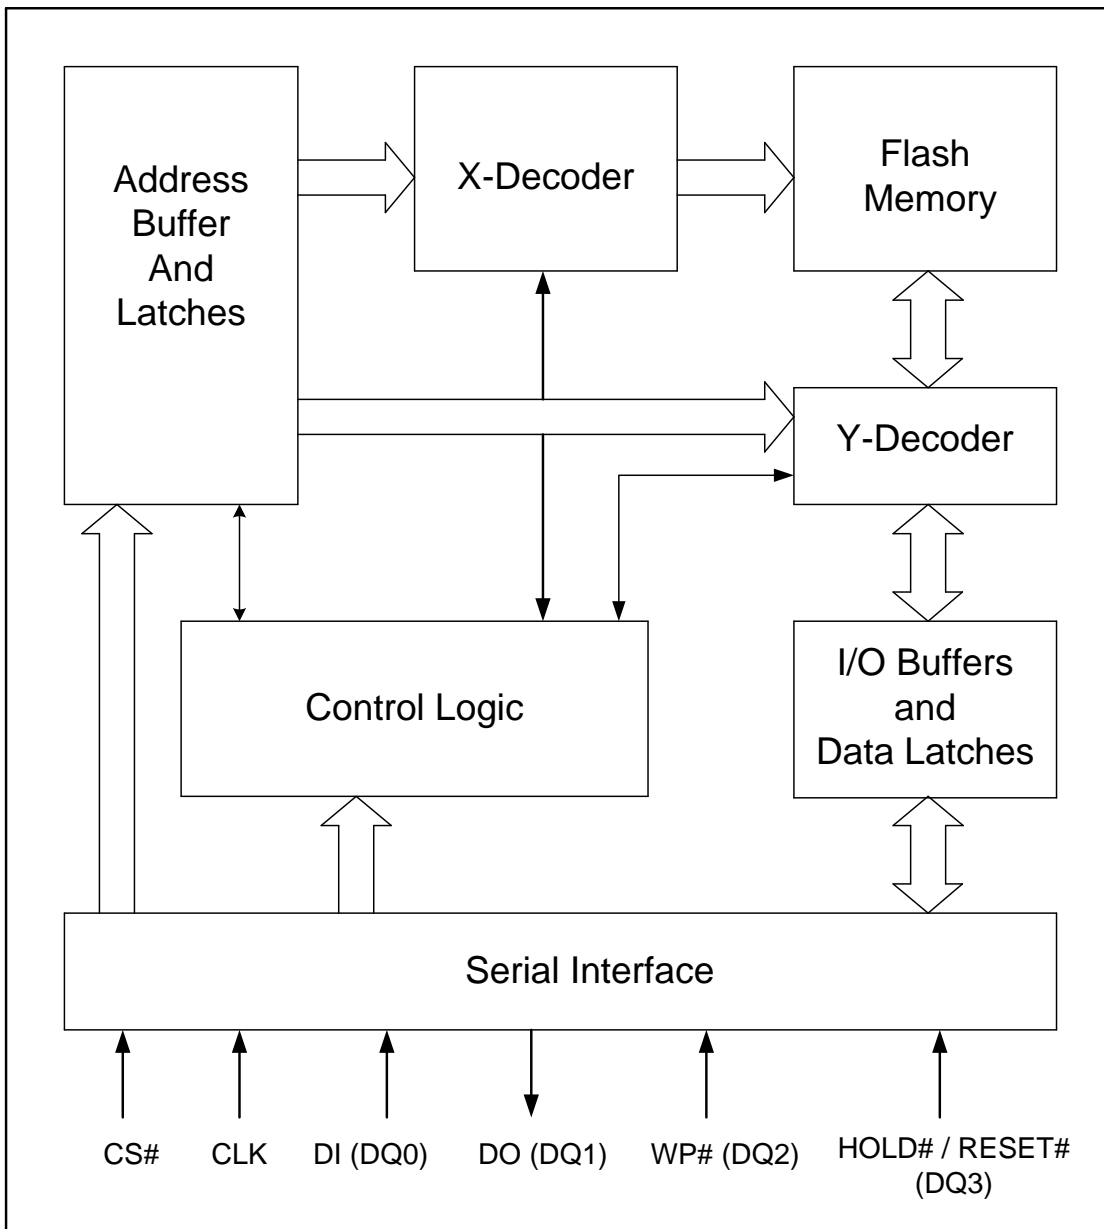 Address
Buffer
And
Latches
X-Decoder
Flash
Memory
Y-Decoder
Control Logic
I/O Buffers
and
Data Latches
Serial Interface
CS#
CLK
DI (DQ0)
DO (DQ1)
WP# (DQ2)
HOLD# / RESET#
(DQ3)